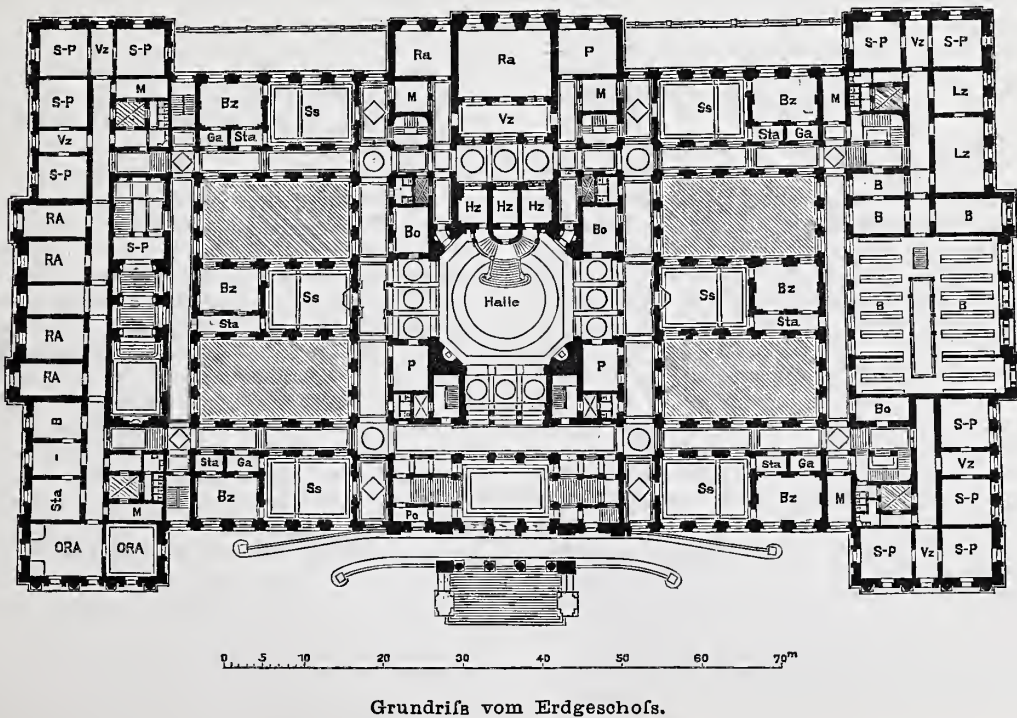 S-P Vz S-P Ra Ra P S-P Vz S-P
S-P M Bz Ss M Vz M Ss Bz M Lz
Vz Ga Sta Sta Ga Lz
S-P
RA S-P Bo Hz Hz Hz Bo B B B
RA Bz Ss Halle Ss Bz B B
RA Sta P P Sta
RA
B Bo S-P
I Sta Ga Sta Ga Vz
Sta M Bz Ss Po Ss Bz M S-P
ORA ORA S-P Vz S-P
0 5 10 20 30 40 50 60 70m
Grundriſs vom Erdgeschoſs.